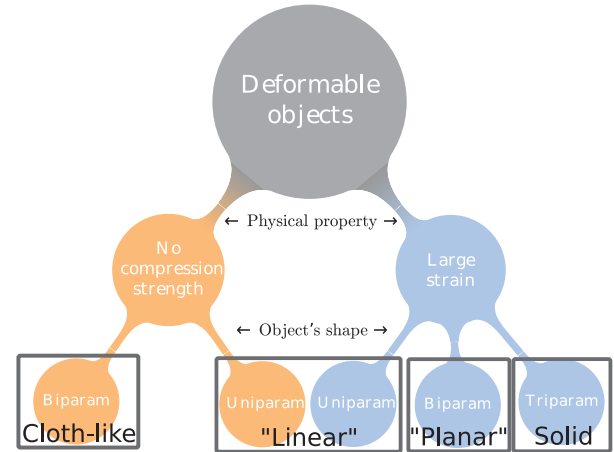 Deformable
objects
← Physical property →
No
compression
strength
Large
strain
← Object's shape →
Biparam
Uniparam
Uniparam
Biparam
Triparam
Cloth-like
"Linear"
"Planar"
Solid